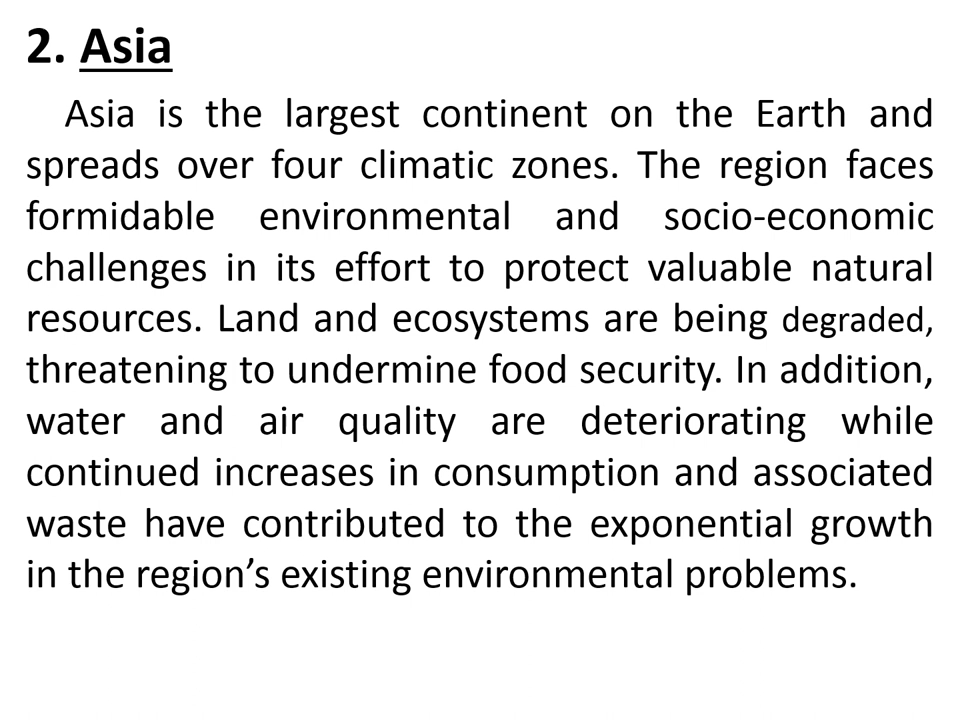 2. Asia
Asia is the largest continent on the Earth and
spreads over four climatic zones. The region faces
formidable environmental and socio-economic
challenges in its effort to protect valuable natural
resources. Land and ecosystems are being degraded,
threatening to undermine food security. In addition,
water and air quality are deteriorating while
continued increases in consumption and associated
waste have contributed to the exponential growth
in the region’s existing environmental problems.